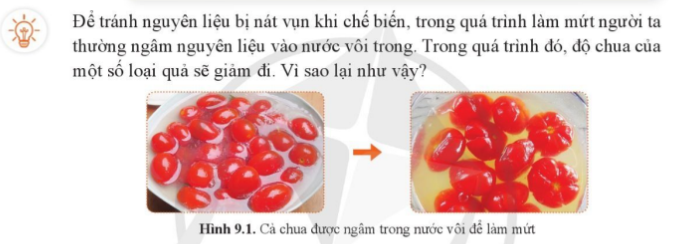 Để tránh nguyên liệu bị nát vụn khi chế biến, trong quá trình làm mứt người ta
thường ngâm nguyên liệu vào nước vôi trong. Trong quá trình đó, độ chua của
một số loại quả sẽ giảm đi. Vì sao lại như vậy?
Hình 9.1. Cà chua được ngâm trong nước vôi để làm mứt